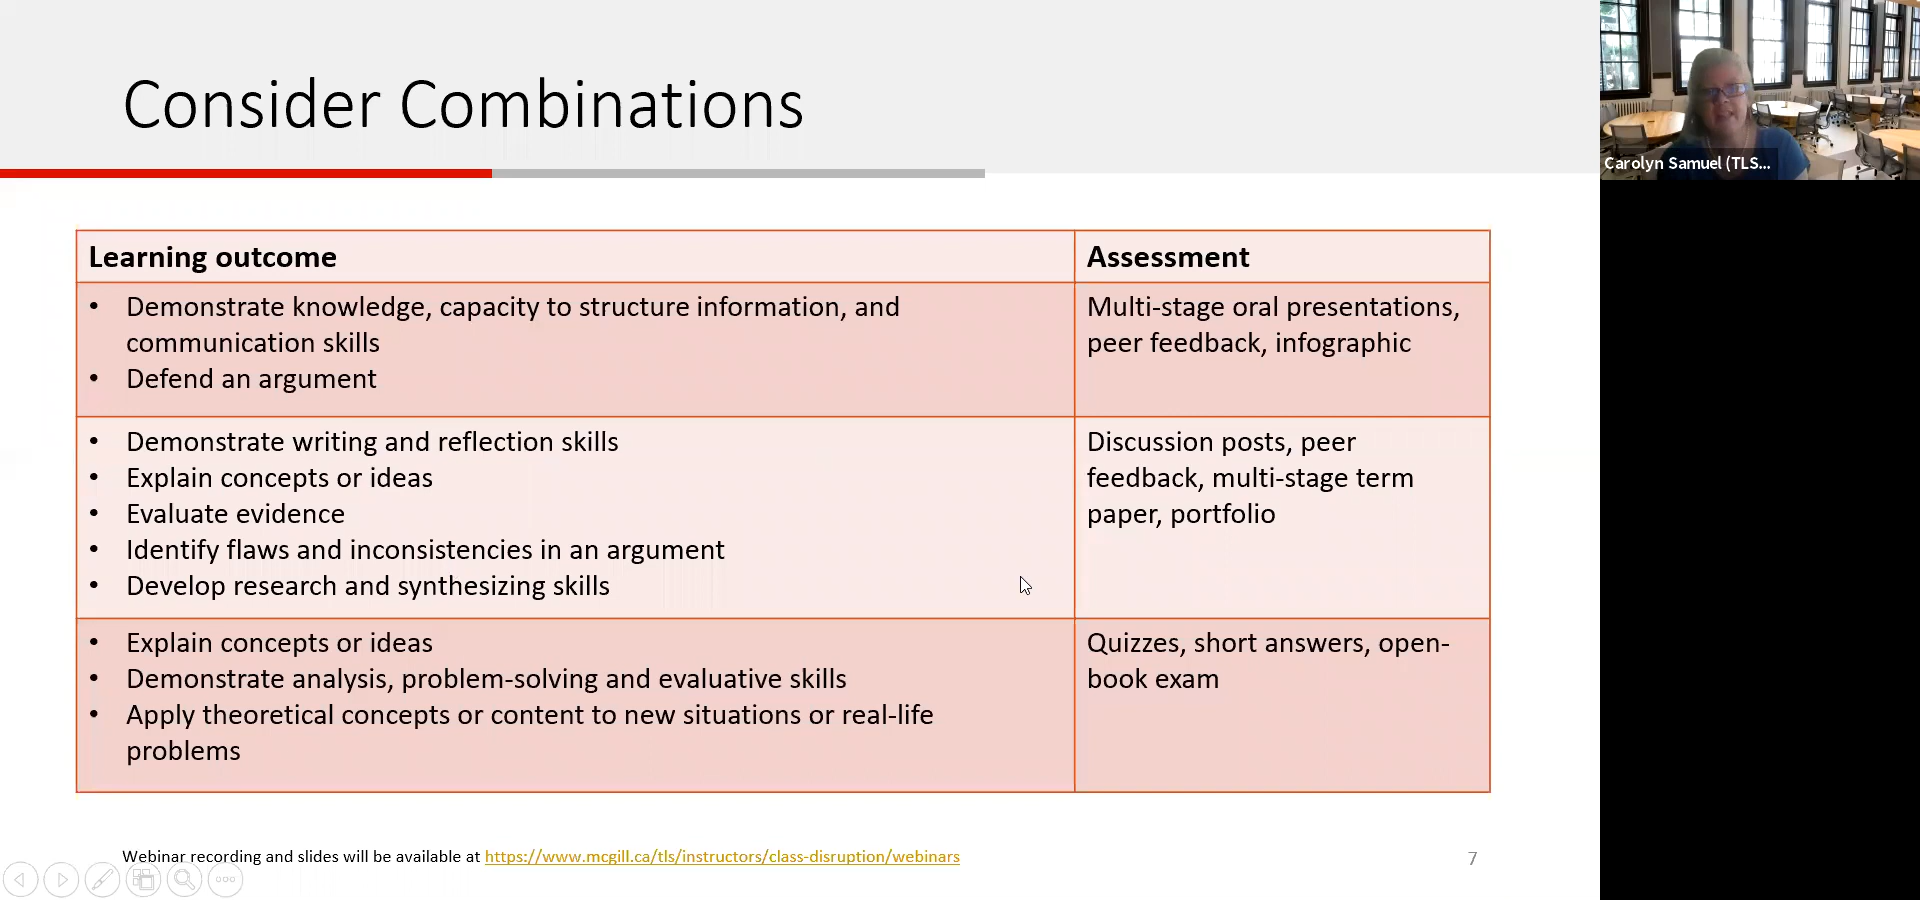 Consider Combinations
Carolyn Samuel (TLS...
Learning outcome
Assessment
• Demonstrate knowledge, capacity to structure information, and
communication skills
• Defend an argument
Multi-stage oral presentations,
peer feedback, infographic
• Demonstrate writing and reflection skills
• Explain concepts or ideas
• Evaluate evidence
• Identify flaws and inconsistencies in an argument
• Develop research and synthesizing skills
Discussion posts, peer
feedback, multi-stage term
paper, portfolio
• Explain concepts or ideas
• Demonstrate analysis, problem-solving and evaluative skills
• Apply theoretical concepts or content to new situations or real-life
problems
Quizzes, short answers, open-
book exam
Webinar recording and slides will be available at https://www.mcgill.ca/tls/instructors/class-disruption/webinars
7